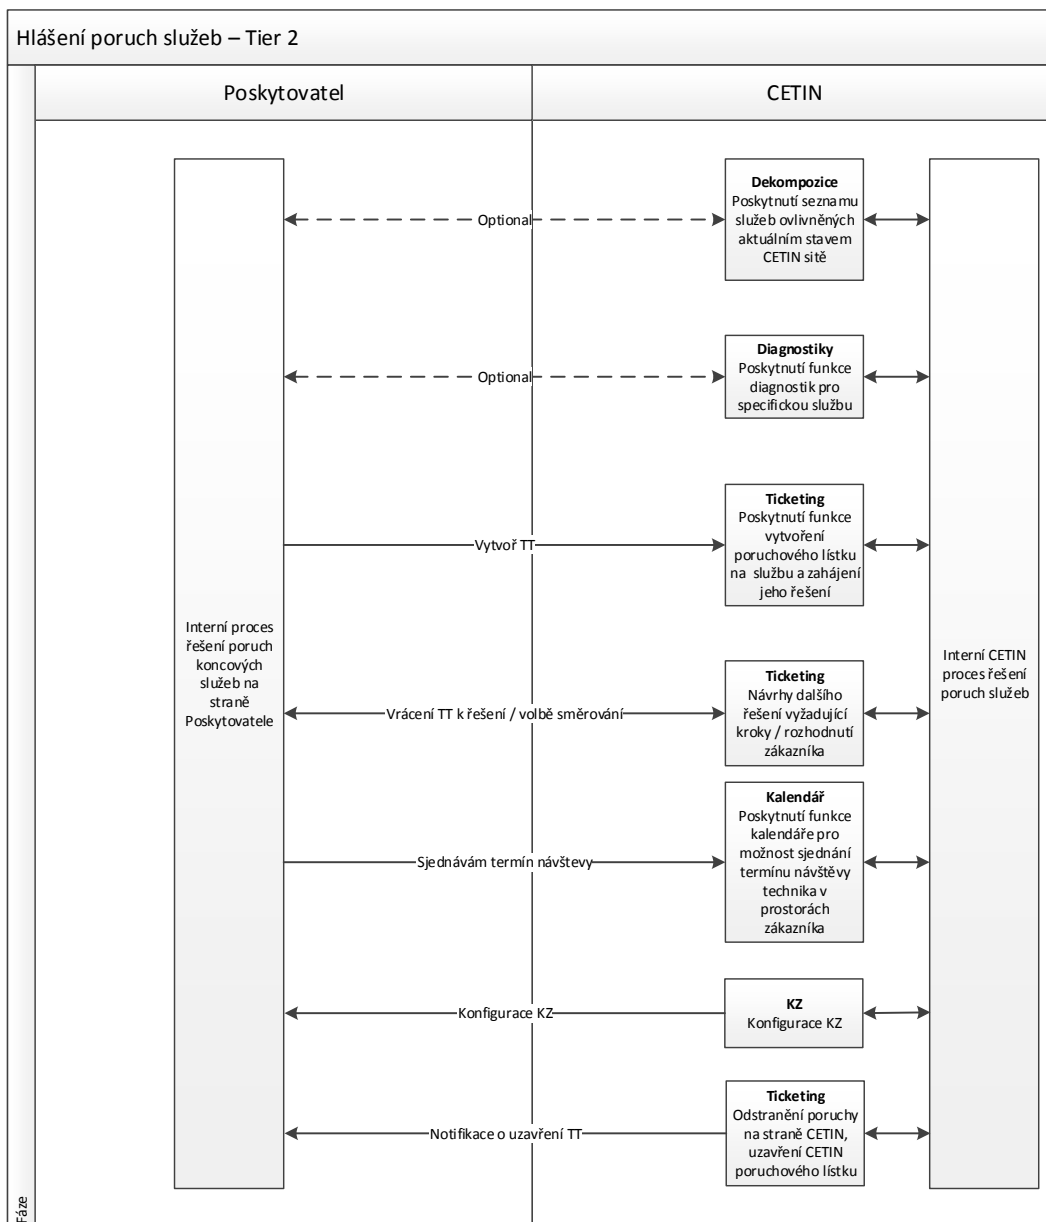 Hlášení poruch služeb – Tier 2
Poskytovatel
CETIN
Dekompozice
Poskytnutí seznamu
služeb ovlivněných
aktuálním stavem
CETIN sitě
Optional
Diagnostiky
Poskytnutí funkce
diagnostik pro
specifickou službu
Optional
Ticketing
Poskytnutí funkce
vytvoření
poruchového lístku
na službu a zahájení
jeho řešení
Vytvoř TT
Interní proces
řešení poruch
koncových
služeb na
straně
Poskytovatele
Interní CETIN
proces řešení
poruch služeb
Ticketing
Návrhy dalšího
řešení vyžadující
kroky / rozhodnutí
zákazníka
Vrácení TT k řešení / volbě směrování
Kalendář
Poskytnutí funkce
kalendáře pro
možnost sjednání
termínu návštěvy
technika v
prostorách
zákazníka
Sjednávám termín návštevy
KZ
Konfigurace KZ
Konfigurace KZ
Ticketing
Odstranění poruchy
na straně CETIN,
uzavření CETIN
poruchového lístku
Notifikace o uzavření TT
Fáze